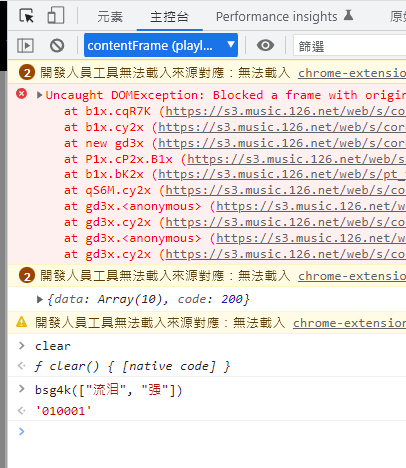 元素 主控台 Performance insights 原始
contentFrame (playl... 篩選
2 開發人員工具無法載入來源對應：無法載入 chrome-extension
Uncaught DOMException: Blocked a frame with origin
at b1x.cqR7K (https://s3.music.126.net/web/s/co
at b1x.cy2x (https://s3.music.126.net/web/s/cor
at new gd3x (https://s3.music.126.net/web/s/cor
at P1x.cP2x.B1x (https://s3.music.126.net/web/s
at b1x.bK2x (https://s3.music.126.net/web/s/pt_
at qS6M.cy2x (https://s3.music.126.net/web/s/co
at gd3x.<anonymous> (https://s3.music.126.net/w
at gd3x.cy2x (https://s3.music.126.net/web/s/co
at gd3x.<anonymous> (https://s3.music.126.net/w
at gd3x.cy2x (https://s3.music.126.net/web/s/co
2 開發人員工具無法載入來源對應：無法載入 chrome-extension
{data: Array(10), code: 200}
開發人員工具無法載入來源對應：無法載入 chrome-extension
clear
ƒ clear() { [native code] }
bsg4k(["流泪", "强"])
'010001'